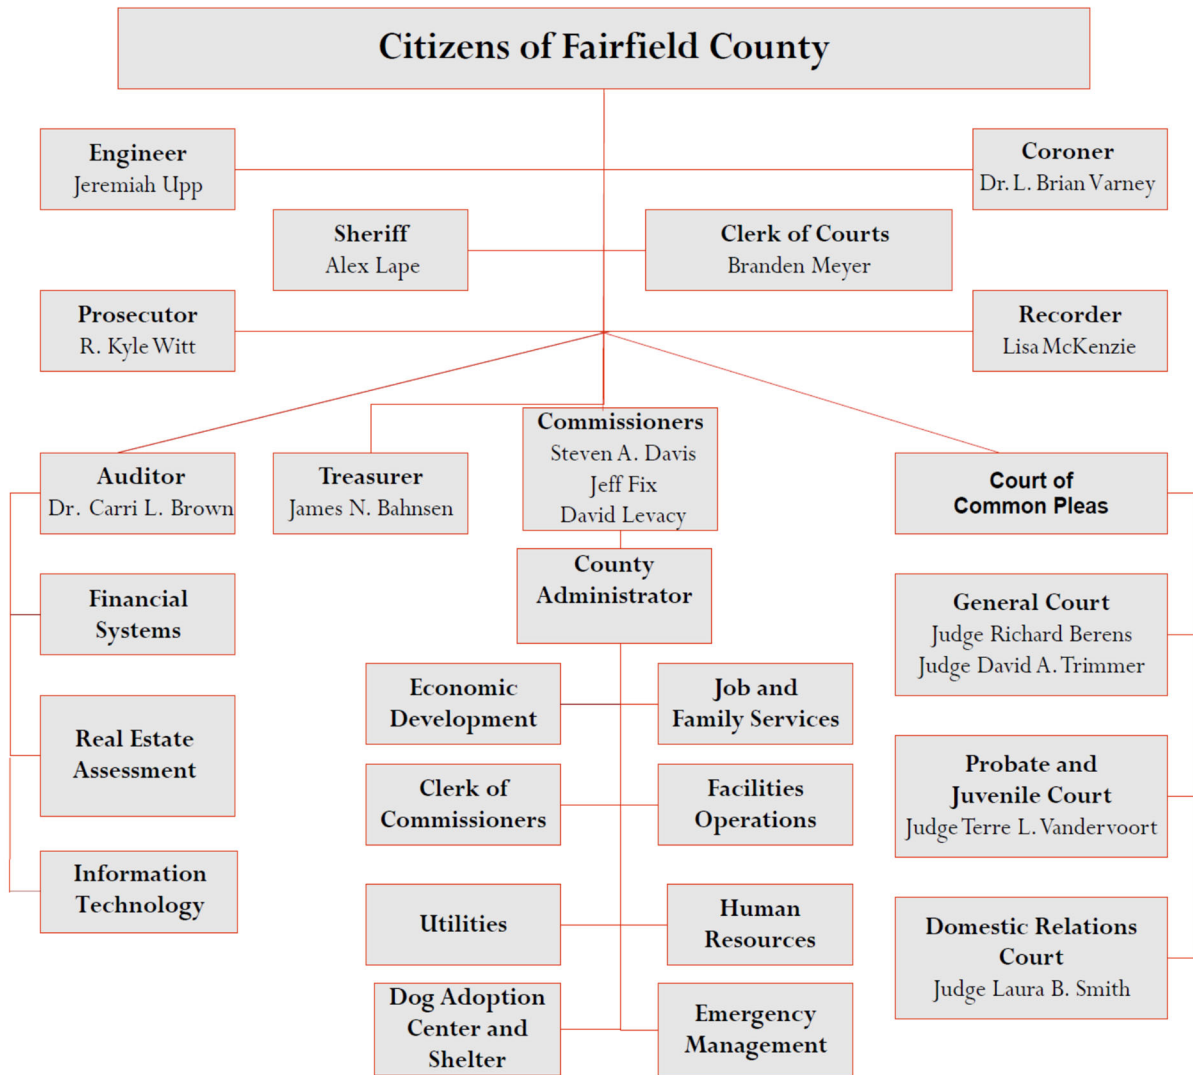 Citizens of Fairfield County
Engineer
Jeremiah Upp
Coroner
Dr. L. Brian Varney
Sheriff
Alex Lape
Clerk of Courts
Branden Meyer
Prosecutor
R. Kyle Witt
Recorder
Lisa McKenzie
Auditor
Dr. Carri L. Brown
Treasurer
James N. Bahnsen
Commissioners
Steven A. Davis
Jeff Fix
David Levacy
Court of
Common Pleas
County
Administrator
Financial
Systems
Real Estate
Assessment
Information
Technology
Economic
Development
Job and
Family Services
Clerk of
Commissioners
Facilities
Operations
Utilities
Human
Resources
Dog Adoption
Center and
Shelter
Emergency
Management
General Court
Judge Richard Berens
Judge David A. Trimmer
Probate and
Juvenile Court
Judge Terre L. Vandervoort
Domestic Relations
Court
Judge Laura B. Smith